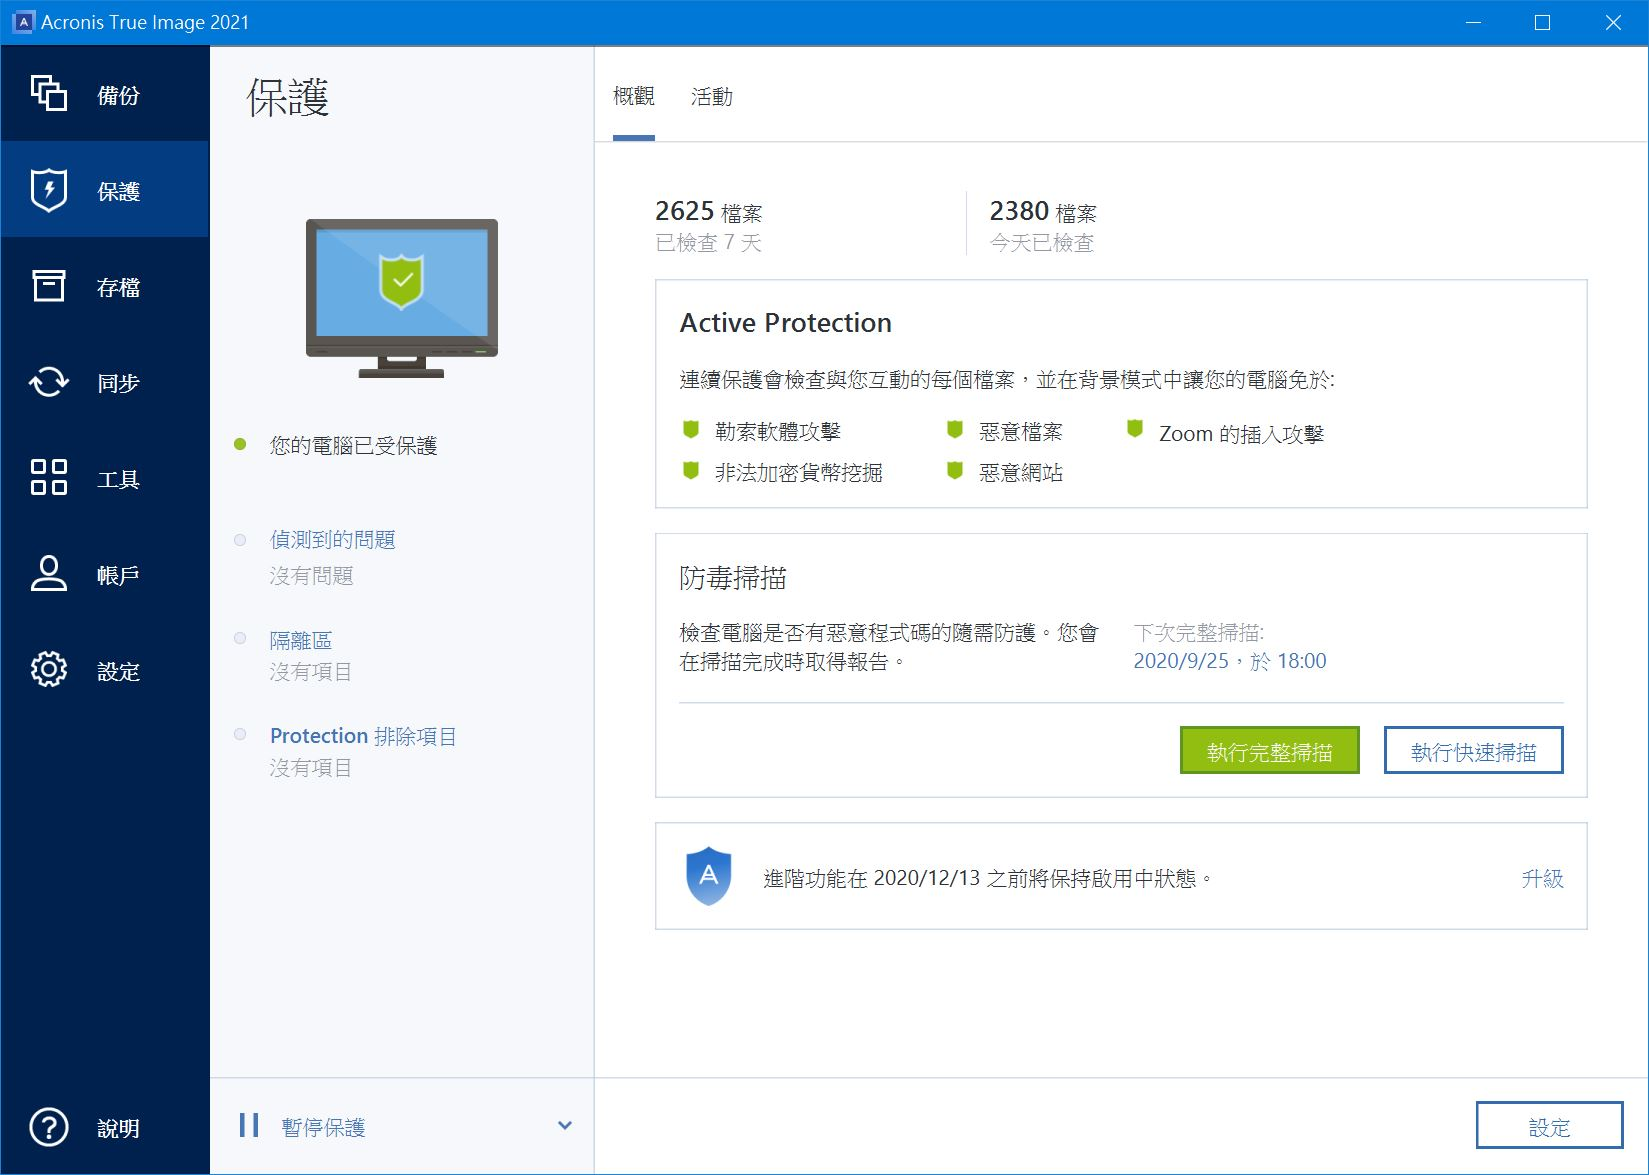 Acronis True Image 2021
備份
保護
存檔
同步
工具
帳戶
設定
說明
保護
您的電腦已受保護
偵測到的問題
沒有問題
隔離區
沒有項目
Protection 排除項目
沒有項目
暫停保護
概觀 活動
2625 檔案
已檢查 7 天
2380 檔案
今天已檢查
Active Protection
連續保護會檢查與您互動的每個檔案，並在背景模式中讓您的電腦免於:
勒索軟體攻擊 惡意檔案 Zoom 的插入攻擊
非法加密貨幣挖掘 惡意網站
防毒掃描
檢查電腦是否有惡意程式碼的隨需防護。您會
在掃描完成時取得報告。
下次完整掃描:
2020/9/25，於 18:00
執行完整掃描 執行快速掃描
進階功能在 2020/12/13 之前將保持啟用中狀態。 升級
設定